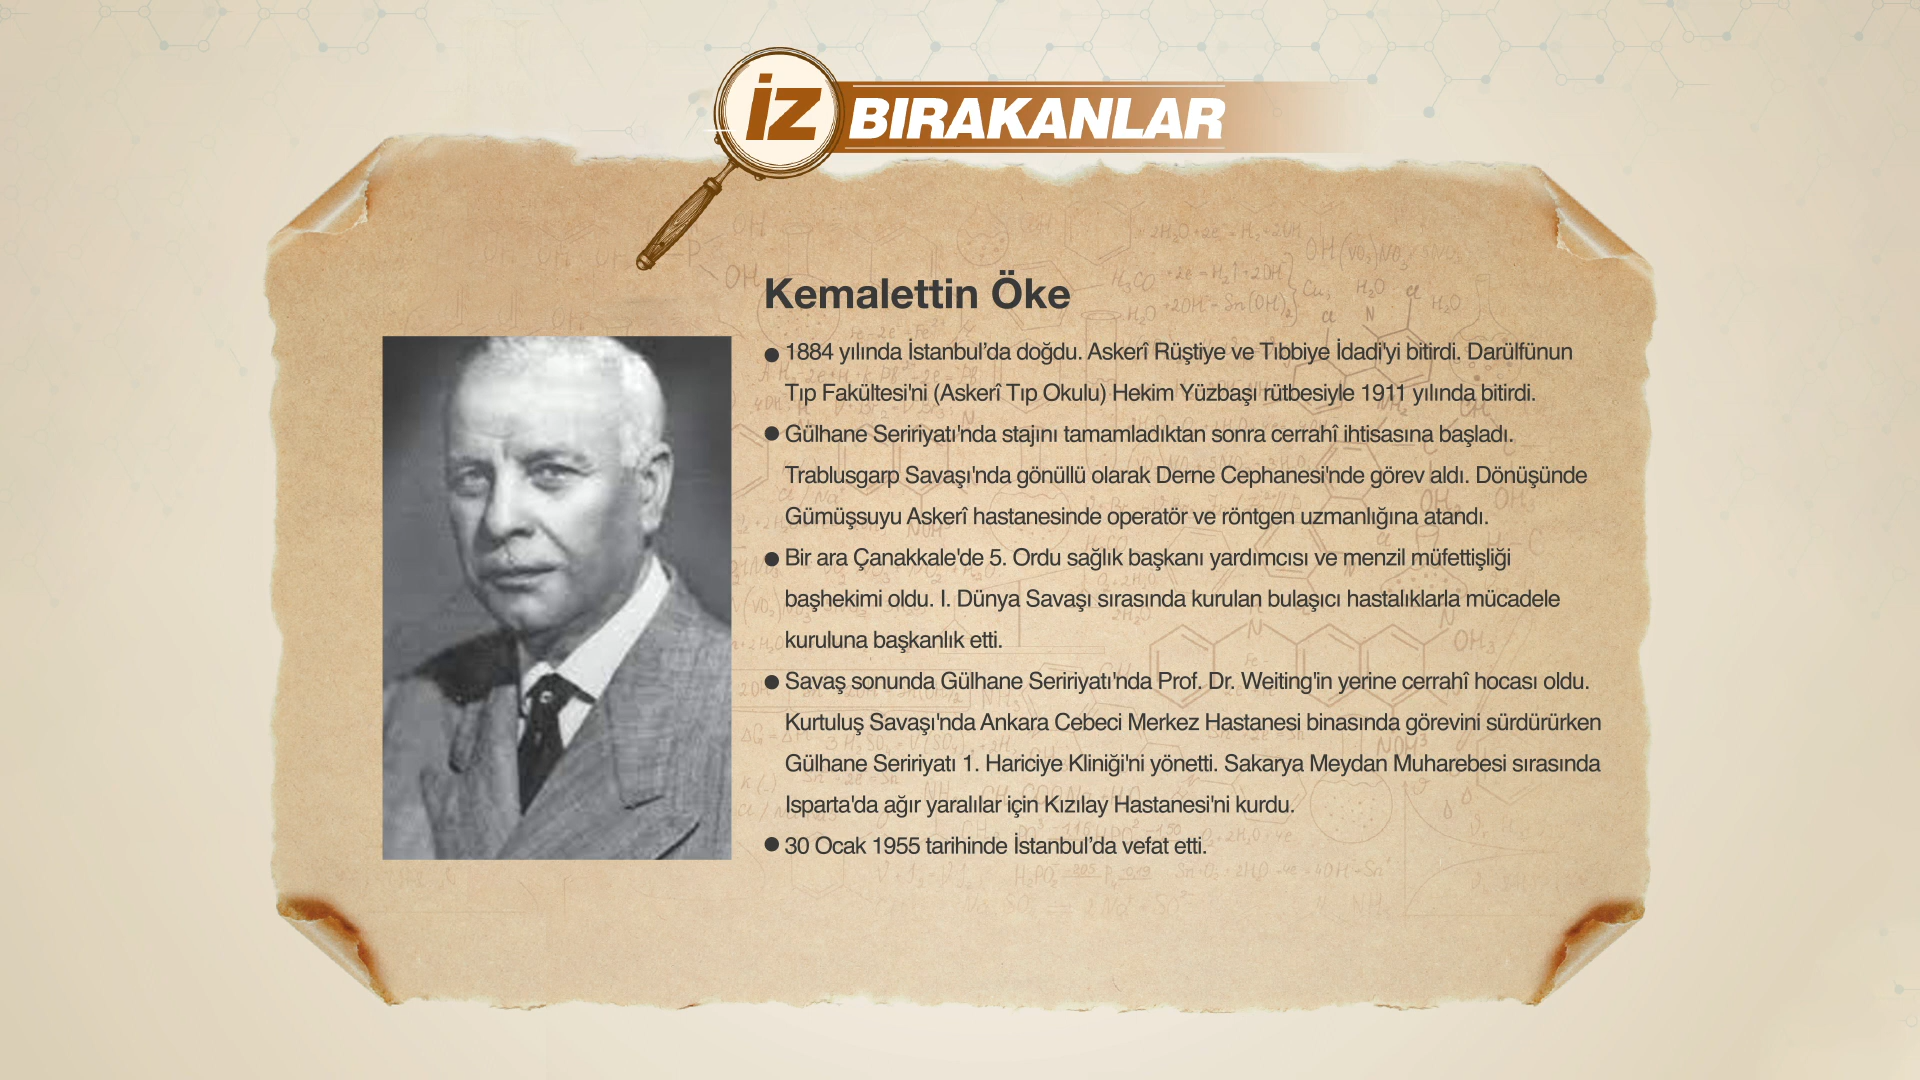 İZ BIRAKANLAR
Kemalettin Öke
● 1884 yılında İstanbul’da doğdu. Askerî Rüştiye ve Tıbbiye İdadi'yi bitirdi. Darülfünun
Tıp Fakültesi'ni (Askerî Tıp Okulu) Hekim Yüzbaşı rütbesiyle 1911 yılında bitirdi.
● Gülhane Seririyatı'nda stajını tamamladıktan sonra cerrahî ihtisasına başladı.
Trablusgarp Savaşı'nda gönüllü olarak Derne Cephanesi'nde görev aldı. Dönüşünde
Gümüşsuyu Askerî hastanesinde operatör ve röntgen uzmanlığına atandı.
● Bir ara Çanakkale'de 5. Ordu sağlık başkanı yardımcısı ve menzil müfettişliği
başhekimi oldu. I. Dünya Savaşı sırasında kurulan bulaşıcı hastalıklarla mücadele
kuruluna başkanlık etti.
● Savaş sonunda Gülhane Seririyatı'nda Prof. Dr. Weiting'in yerine cerrahî hocası oldu.
Kurtuluş Savaşı'nda Ankara Cebeci Merkez Hastanesi binasında görevini sürdürürken
Gülhane Seririyatı 1. Hariciye Kliniği'ni yönetti. Sakarya Meydan Muharebesi sırasında
Isparta'da ağır yaralılar için Kızılay Hastanesi'ni kurdu.
● 30 Ocak 1955 tarihinde İstanbul’da vefat etti.